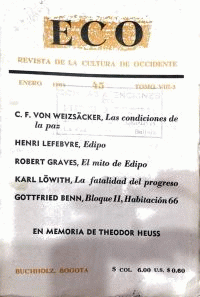 ECO
REVISTA DE LA CULTURA DE OCCIDENTE
ENERO 1964 45 TOMO VIII-3
C. F. VON WEIZSÄCKER, Las condiciones de
la paz
HENRI LEFEBVRE, Edipo
ROBERT GRAVES, El mito de Edipo
KARL LÖWITH, La fatalidad del progreso
GOTTFRIED BENN, Bloque II, Habitación 66
EN MEMORIA DE THEODOR HEUSS
BUCHHOLZ, BOGOTA $ COL. 6.00 U.S. $ 0.60